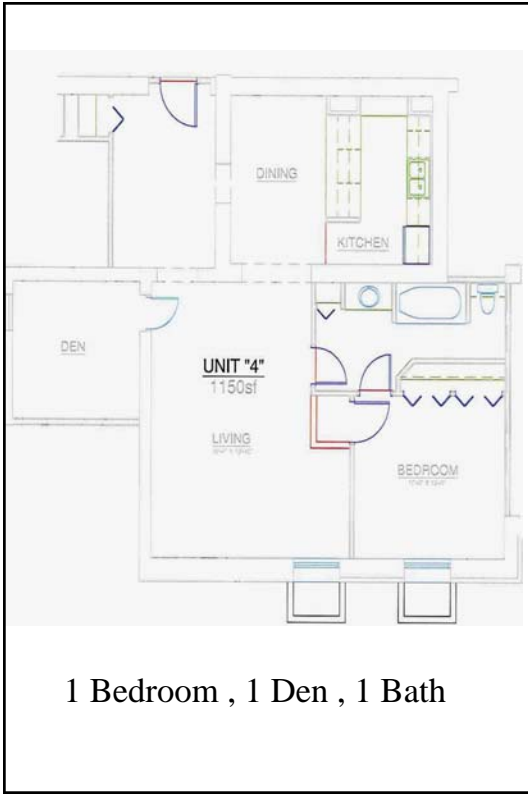 DINING
KITCHEN
DEN
UNIT "4"
1150sf
LIVING
BEDROOM
1 Bedroom , 1 Den , 1 Bath